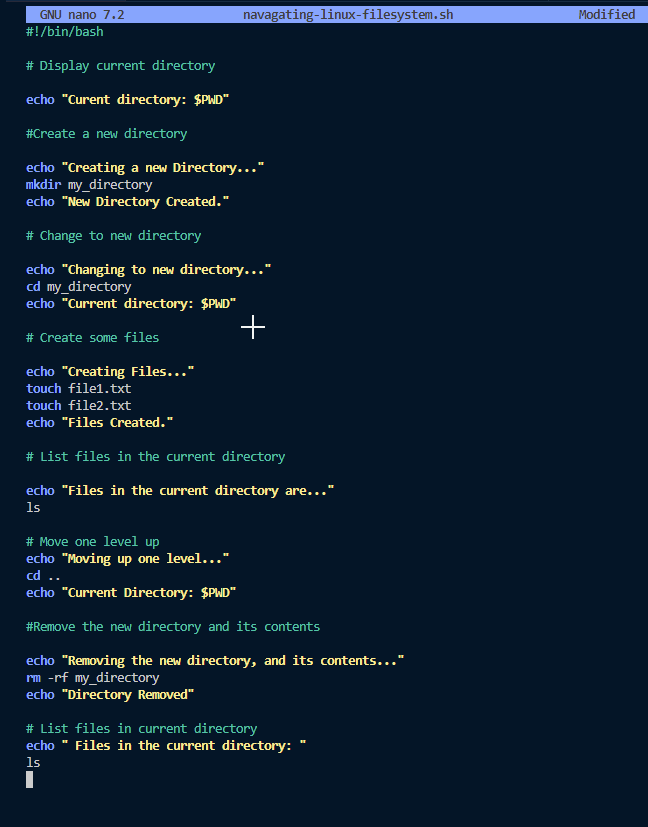 GNU nano 7.2 navagating-linux-filesystem.sh Modified
#!/bin/bash
# Display current directory
echo "Curent directory: $PWD"
#Create a new directory
echo "Creating a new Directory..."
mkdir my_directory
echo "New Directory Created."
# Change to new directory
echo "Changing to new directory..."
cd my_directory
echo "Current directory: $PWD"
# Create some files
echo "Creating Files..."
touch file1.txt
touch file2.txt
echo "Files Created."
# List files in the current directory
echo "Files in the current directory are..."
ls
# Move one level up
echo "Moving up one level..."
cd ..
echo "Current Directory: $PWD"
#Remove the new directory and its contents
echo "Removing the new directory, and its contents..."
rm -rf my_directory
echo "Directory Removed"
# List files in current directory
echo " Files in the current directory: "
ls